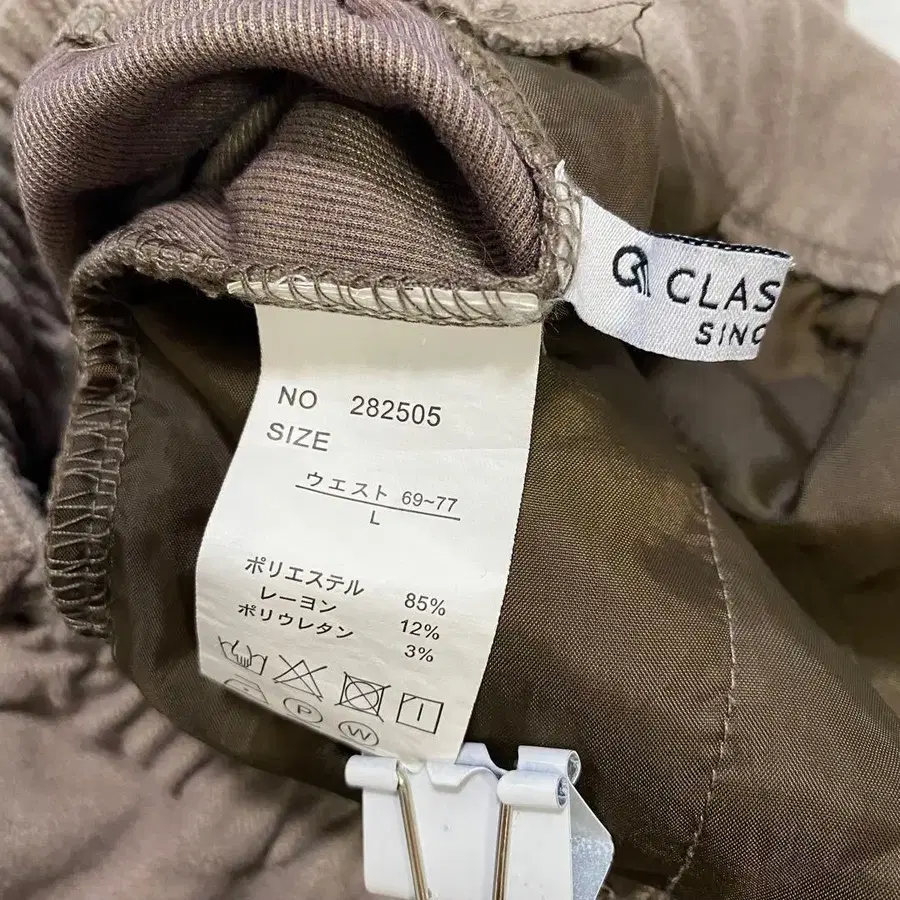 CLAS
SINC
NO 282505
SIZE
ウエスト 69~77
L
ポリエステル 85%
レーヨン 12%
ポリウレタン 3%
P
W